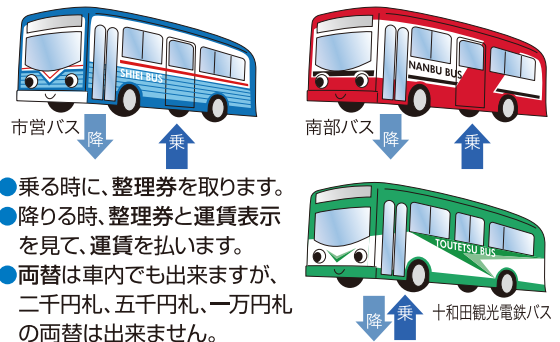 SHIEI BUS
市営バス
降
乗
NANBU BUS
南部バス
降
乗
●乗る時に、整理券を取ります。
●降りる時、整理券と運賃表示
を見て、運賃を払います。
●両替は車内でも出来ますが、
二千円札、五千円札、一万円札
の両替は出来ません。
TOUTETSU BUS
降
乗
十和田観光電鉄バス